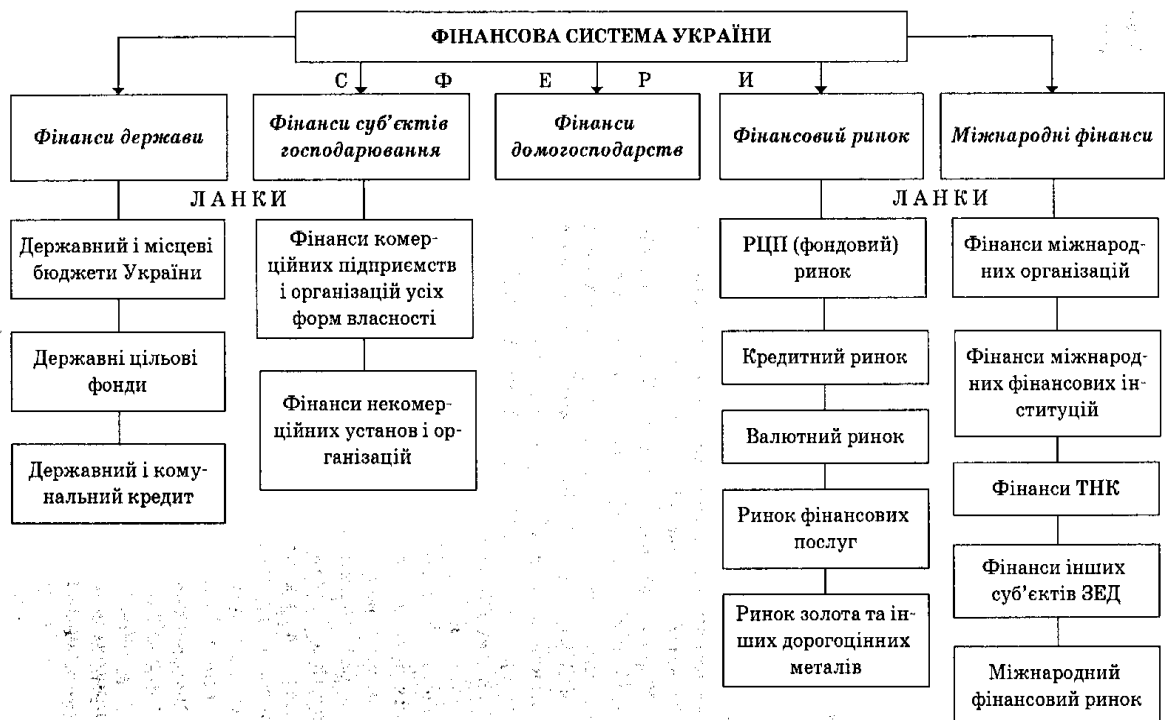 ФІНАНСОВА СИСТЕМА УКРАЇНИ
С Ф Е Р И
Фінанси держави
Фінанси суб’єктів
господарювання
Фінанси
домогосподарств
Фінансовий ринок
Міжнародні фінанси
ЛАНКИ
ЛАНКИ
Державний і місцеві
бюджети України
Державні цільові
фонди
Державний і кому-
нальний кредит
Фінанси комер-
ційних підприємств
і організацій усіх
форм власності
Фінанси некомер-
ційних установ і ор-
ганізацій
РЦП (фондовий)
ринок
Кредитний ринок
Валютний ринок
Ринок фінансових
послуг
Ринок золота та ін-
ших дорогоцінних
металів
Фінанси міжнарод-
них організацій
Фінанси міжнарод-
них фінансових ін-
ституцій
Фінанси ТНК
Фінанси інших
суб’єктів ЗЕД
Міжнародний
фінансовий ринок